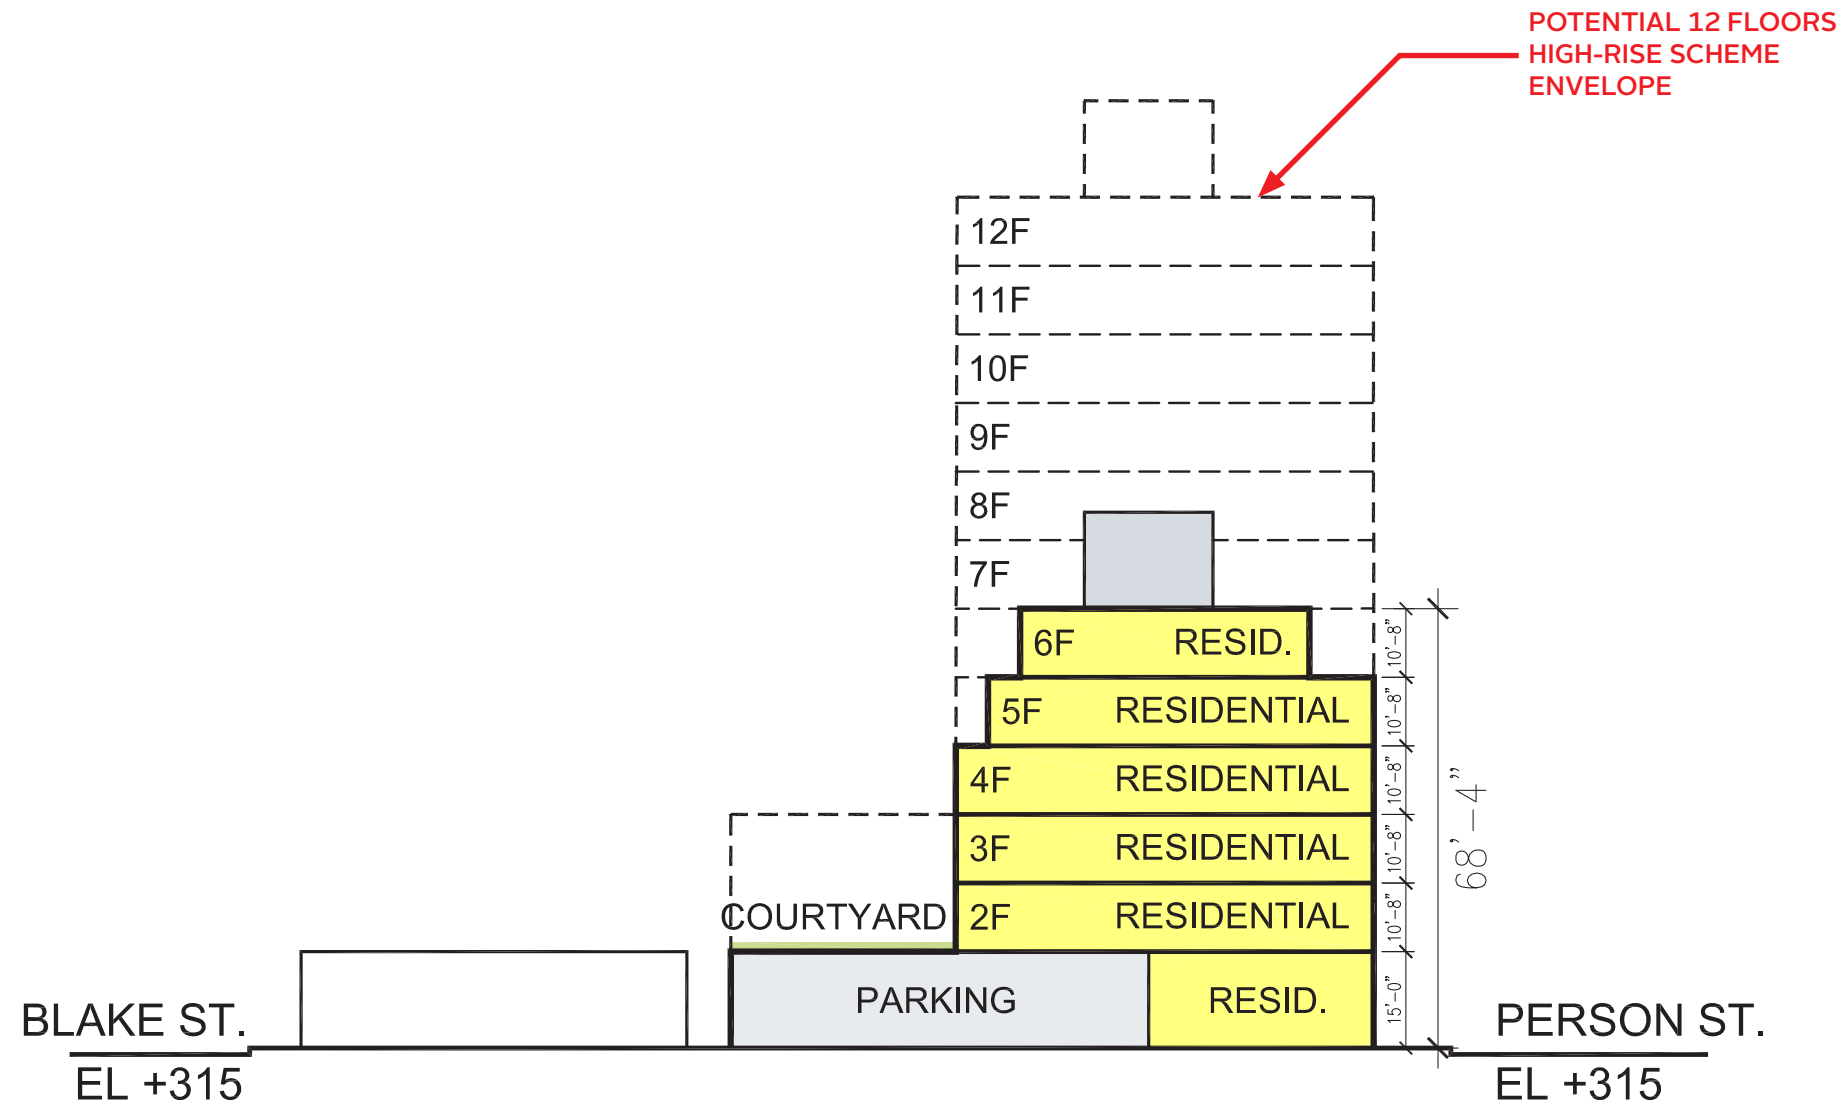 POTENTIAL 12 FLOORS
HIGH-RISE SCHEME
ENVELOPE
12F
11F
10F
9F
8F
7F
6F RESID. 10'-8"
5F RESIDENTIAL 10'-8"
4F RESIDENTIAL 10'-8"
68'-4"
3F RESIDENTIAL 10'-8"
COURTYARD 2F RESIDENTIAL 10'-8"
PARKING RESID. 15'-0"
BLAKE ST. PERSON ST.
EL +315 EL +315